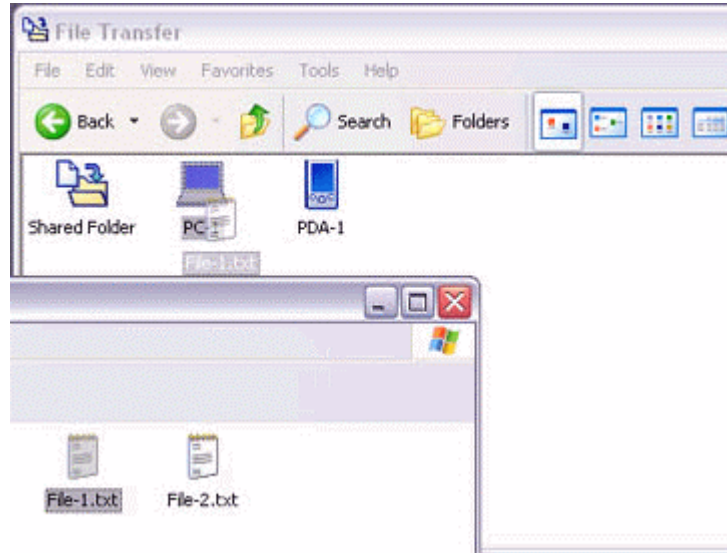 File Transfer
File Edit View Favorites Tools Help
Back Search Folders
Shared Folder PC-1 PDA-1
File-1.txt
File-1.txt File-2.txt